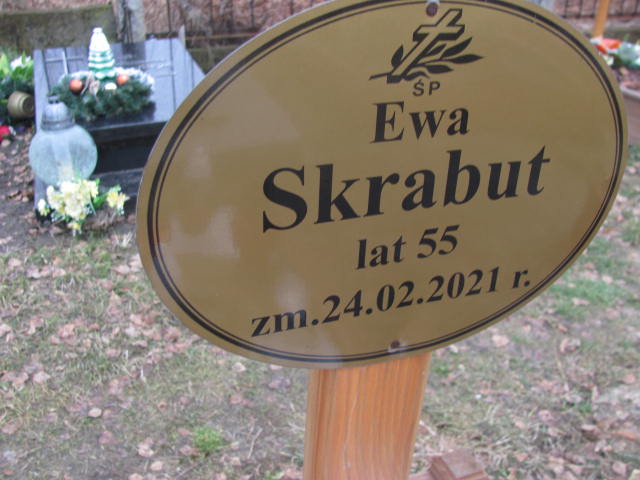 ŚP
Ewa
Skrabut
lat 55
zm.24.02.2021 r.